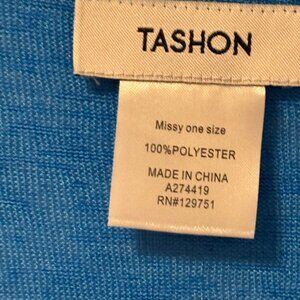 TASHON
Missy one size
100%POLYESTER
MADE IN CHINA
A274419
RN#129751